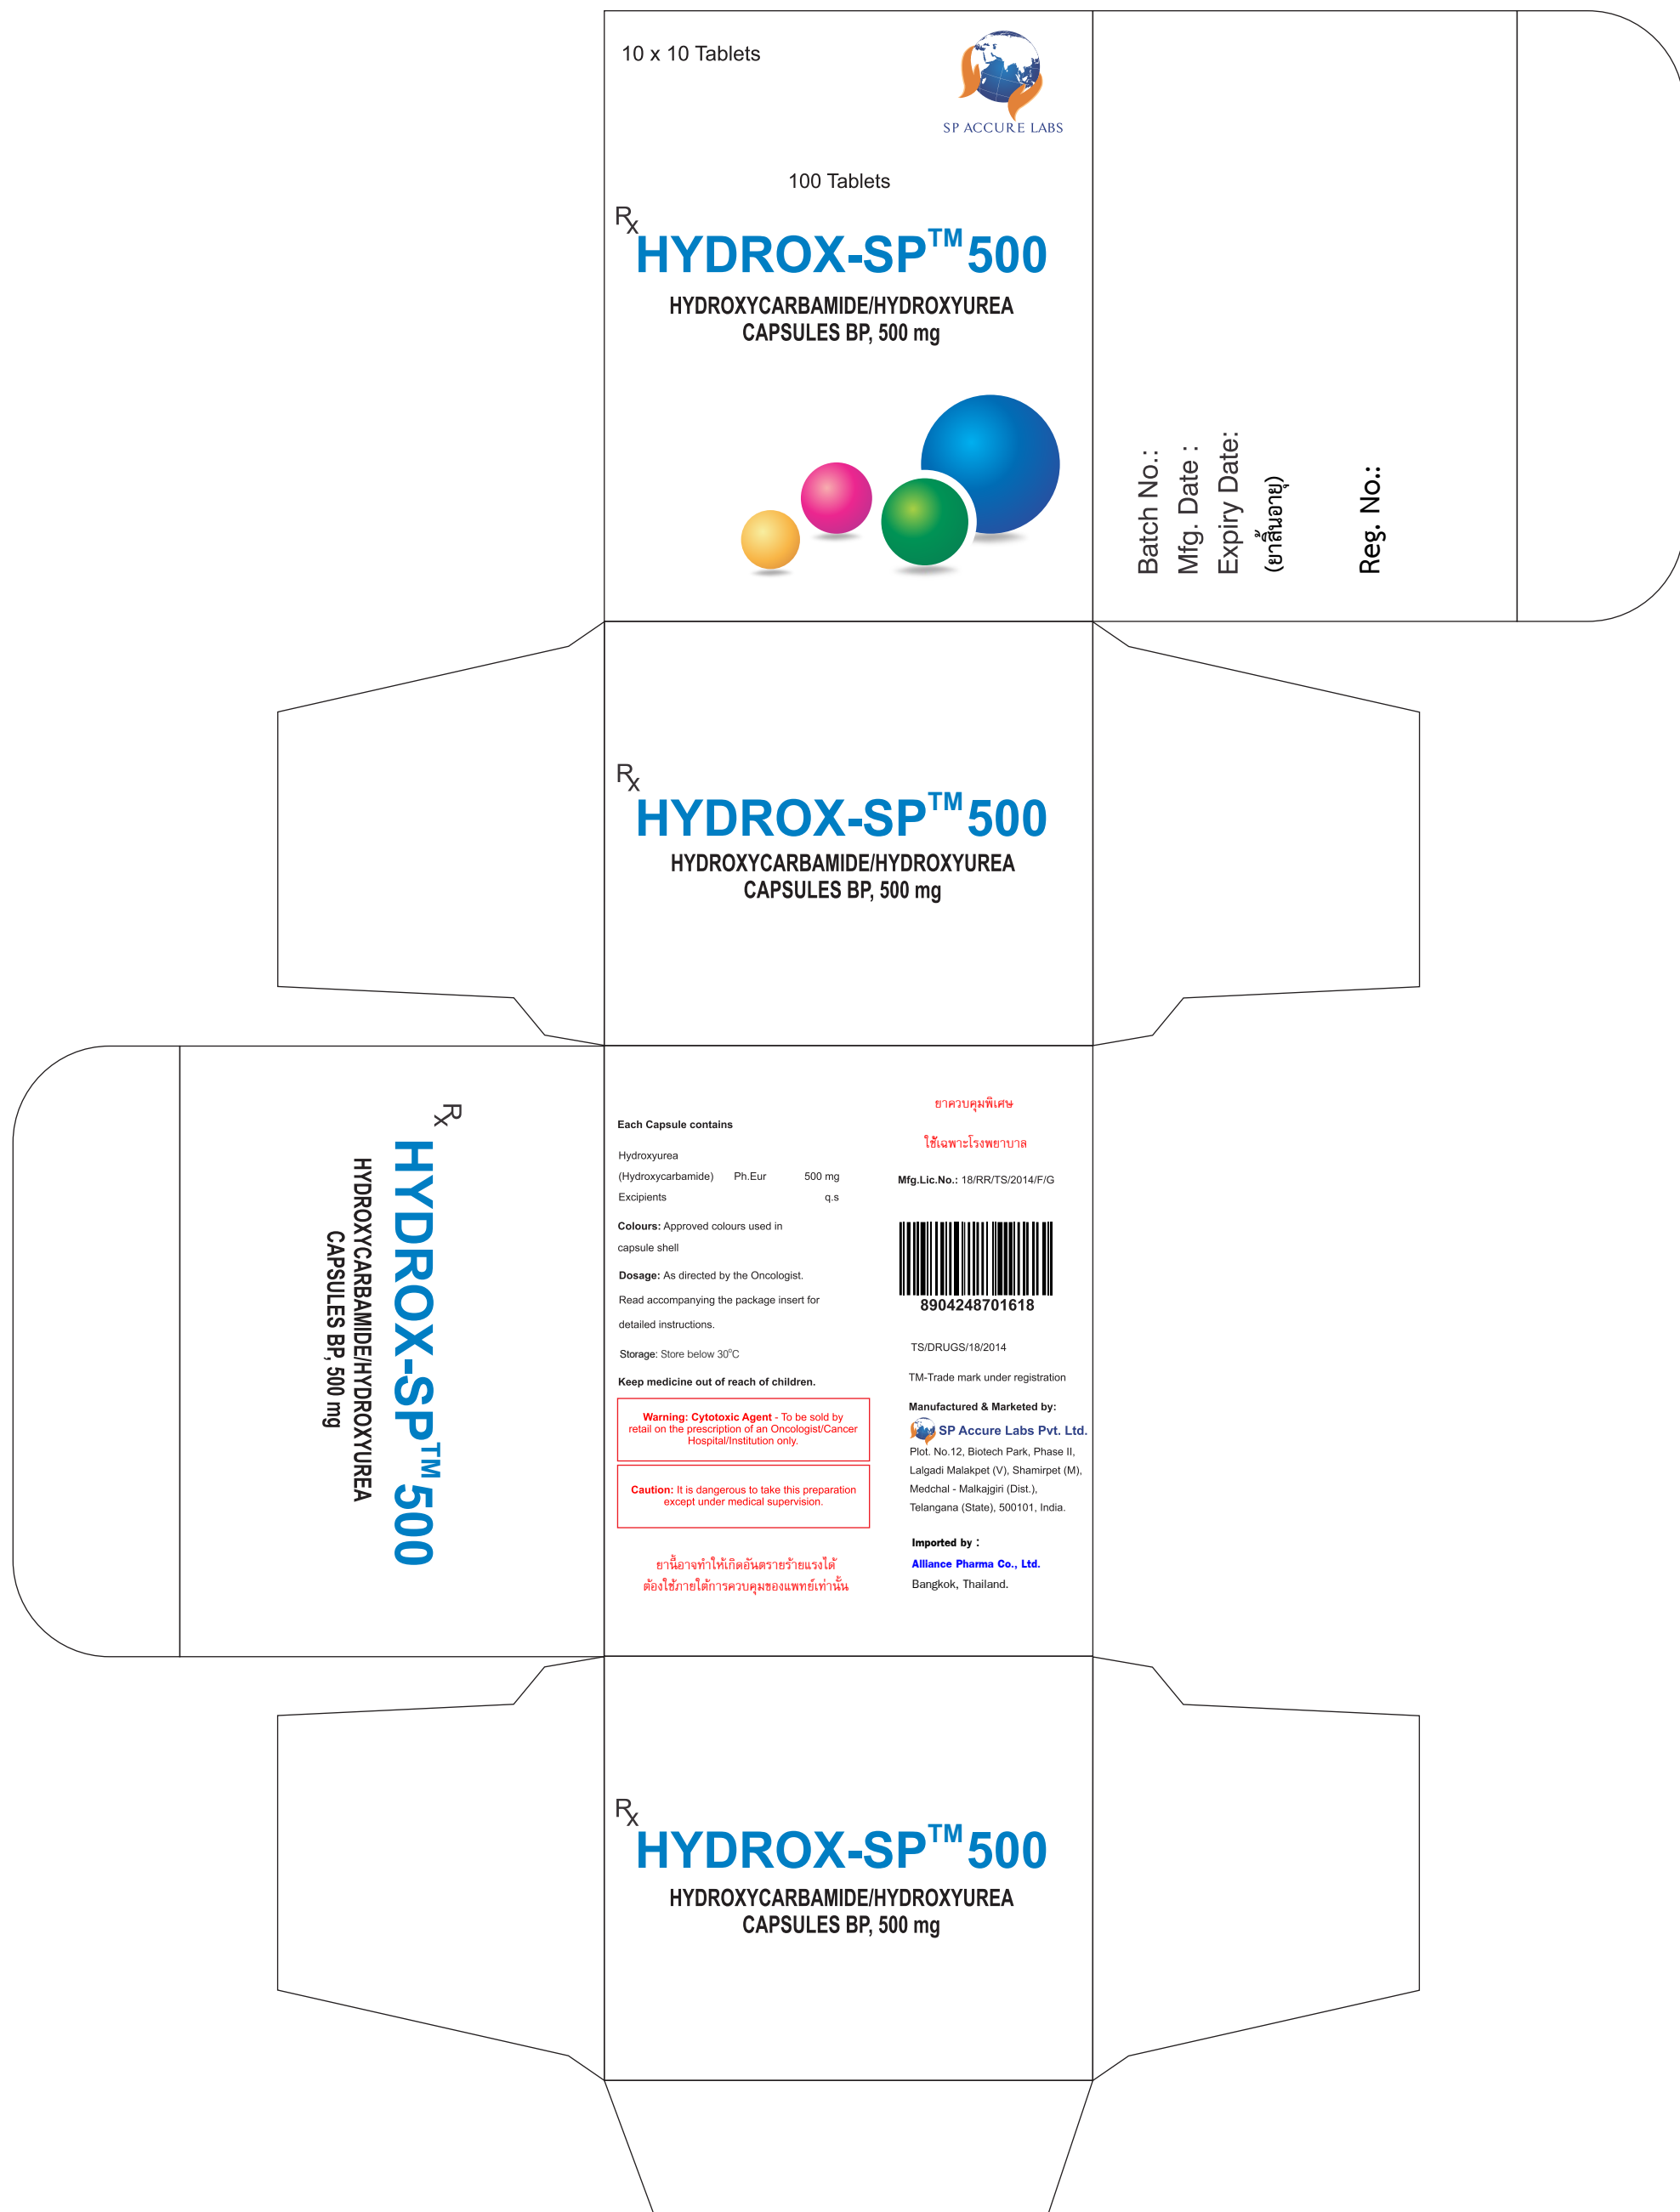 10 x 10 Tablets
SP ACCURE LABS
100 Tablets
Rx
HYDROX-SP™ 500
HYDROXYCARBAMIDE/HYDROXYUREA
CAPSULES BP, 500 mg
Batch No.:
Mfg. Date :
Expiry Date:
(ยาสิ้นอายุ)
Reg. No.:
Rx
HYDROX-SP™ 500
HYDROXYCARBAMIDE/HYDROXYUREA
CAPSULES BP, 500 mg
Rx
HYDROX-SP™ 500
HYDROXYCARBAMIDE/HYDROXYUREA
CAPSULES BP, 500 mg
Each Capsule contains
Hydroxyurea
(Hydroxycarbamide) Ph.Eur 500 mg
Excipients q.s
Colours: Approved colours used in
capsule shell
Dosage: As directed by the Oncologist.
Read accompanying the package insert for
detailed instructions.
Storage: Store below 30°C
Keep medicine out of reach of children.
Warning: Cytotoxic Agent - To be sold by
retail on the prescription of an Oncologist/Cancer
Hospital/Institution only.
Caution: It is dangerous to take this preparation
except under medical supervision.
ยานี้อาจทำให้เกิดอันตรายร้ายแรงได้
ต้องใช้ภายใต้การควบคุมของแพทย์เท่านั้น
ยาควบคุมพิเศษ
ใช้เฉพาะโรงพยาบาล
Mfg.Lic.No.: 18/RR/TS/2014/F/G
8904248701618
TS/DRUGS/18/2014
TM-Trade mark under registration
Manufactured & Marketed by:
SP Accure Labs Pvt. Ltd.
Plot. No.12, Biotech Park, Phase II,
Lalgadi Malakpet (V), Shamirpet (M),
Medchal - Malkajgiri (Dist.),
Telangana (State), 500101, India.
Imported by :
Alliance Pharma Co., Ltd.
Bangkok, Thailand.
Rx
HYDROX-SP™ 500
HYDROXYCARBAMIDE/HYDROXYUREA
CAPSULES BP, 500 mg